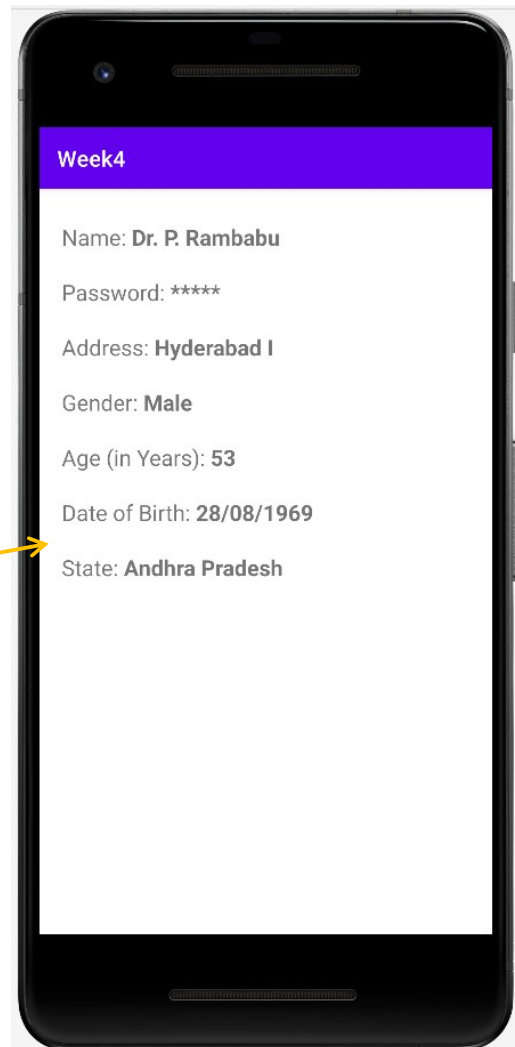 Week4
Name: Dr. P. Rambabu
Password: *****
Address: Hyderabad I
Gender: Male
Age (in Years): 53
Date of Birth: 28/08/1969
State: Andhra Pradesh